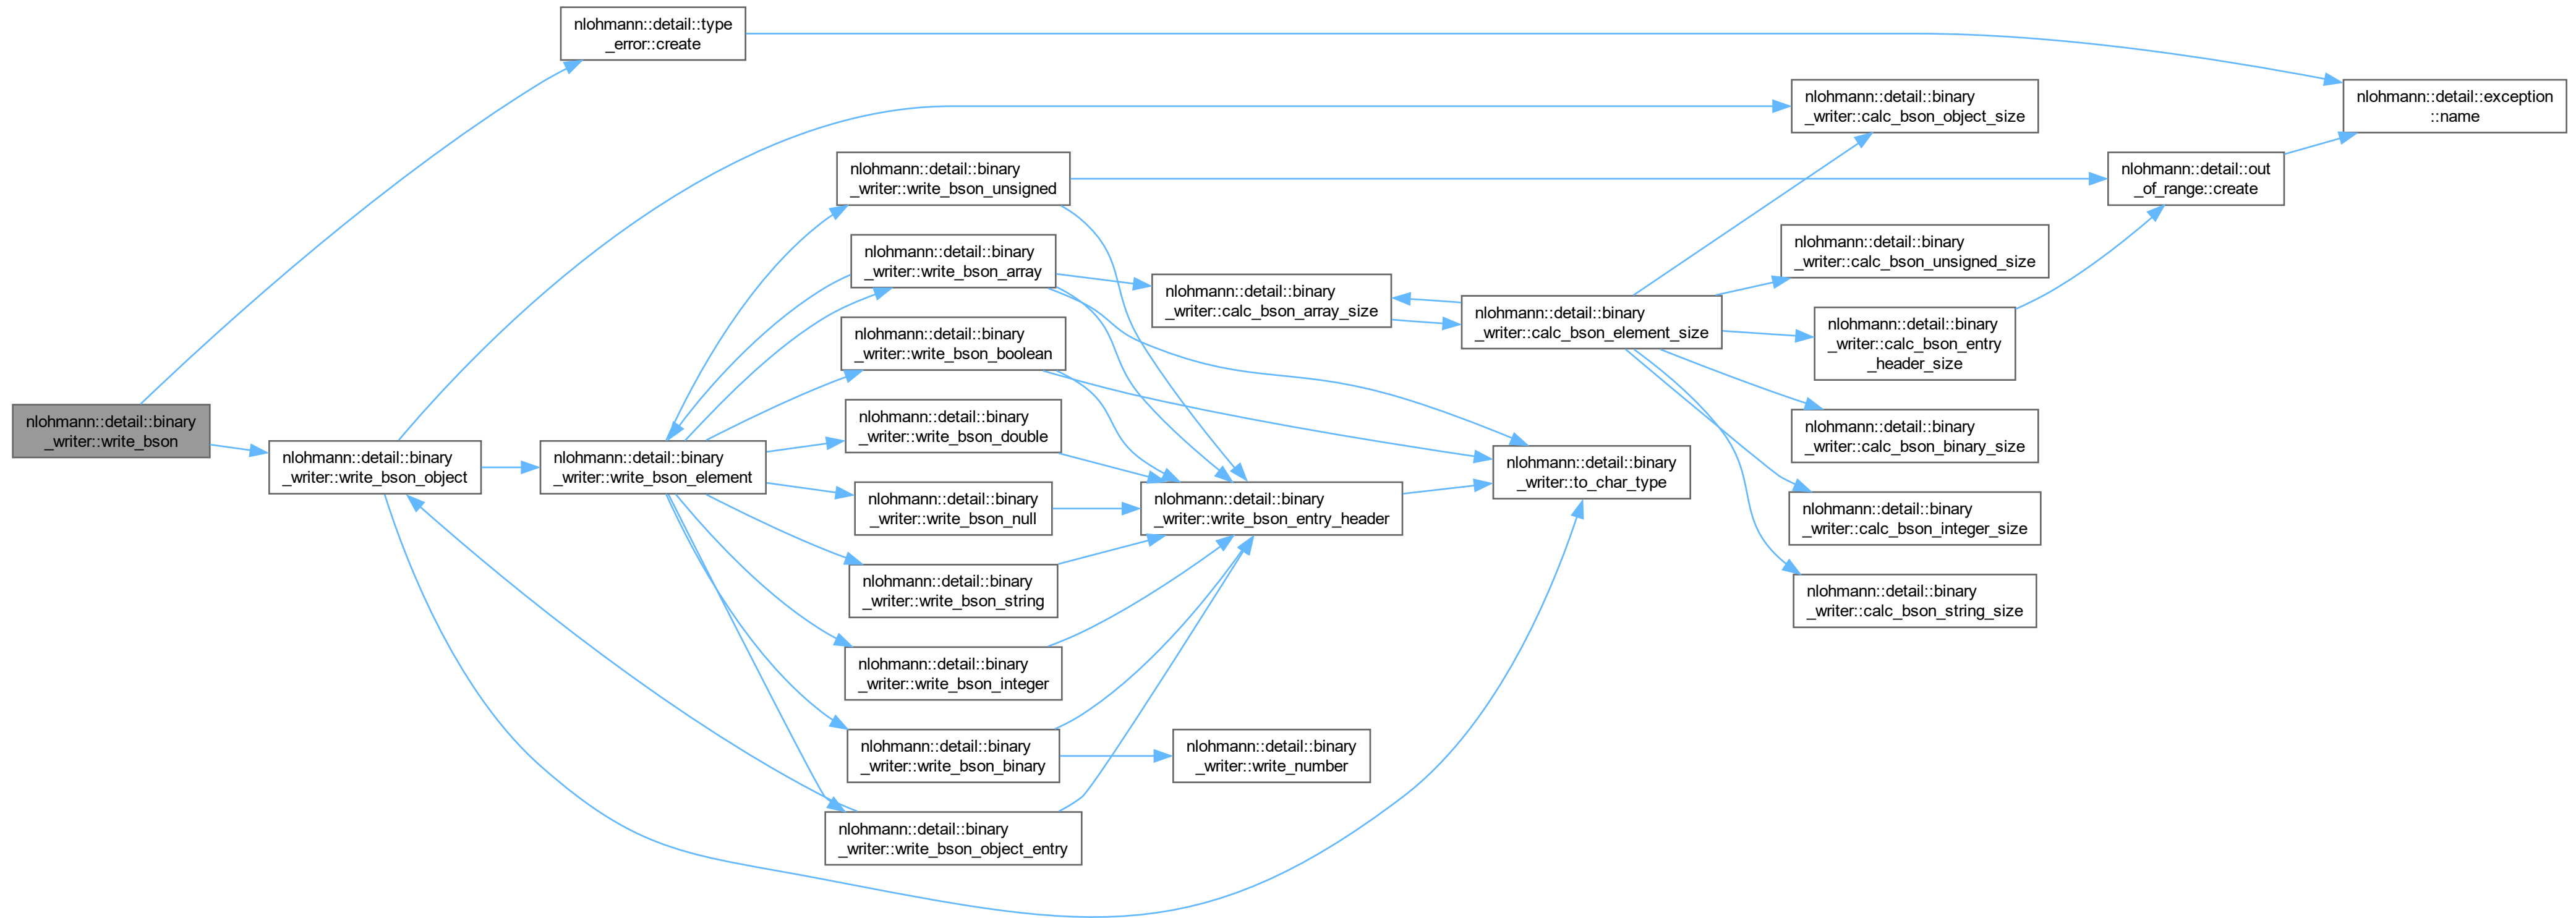 nlohmann::detail::binary
_writer::write_bson
nlohmann::detail::type
_error::create
nlohmann::detail::exception
::name
nlohmann::detail::binary
_writer::write_bson_object
nlohmann::detail::binary
_writer::calc_bson_object_size
nlohmann::detail::binary
_writer::write_bson_element
nlohmann::detail::binary
_writer::write_bson_unsigned
nlohmann::detail::out
_of_range::create
nlohmann::detail::binary
_writer::write_bson_array
nlohmann::detail::binary
_writer::calc_bson_array_size
nlohmann::detail::binary
_writer::calc_bson_element_size
nlohmann::detail::binary
_writer::calc_bson_unsigned_size
nlohmann::detail::binary
_writer::calc_bson_entry
_header_size
nlohmann::detail::binary
_writer::calc_bson_binary_size
nlohmann::detail::binary
_writer::calc_bson_integer_size
nlohmann::detail::binary
_writer::calc_bson_string_size
nlohmann::detail::binary
_writer::write_bson_boolean
nlohmann::detail::binary
_writer::write_bson_double
nlohmann::detail::binary
_writer::write_bson_null
nlohmann::detail::binary
_writer::write_bson_string
nlohmann::detail::binary
_writer::write_bson_integer
nlohmann::detail::binary
_writer::write_bson_binary
nlohmann::detail::binary
_writer::write_bson_object_entry
nlohmann::detail::binary
_writer::write_bson_entry_header
nlohmann::detail::binary
_writer::to_char_type
nlohmann::detail::binary
_writer::write_number